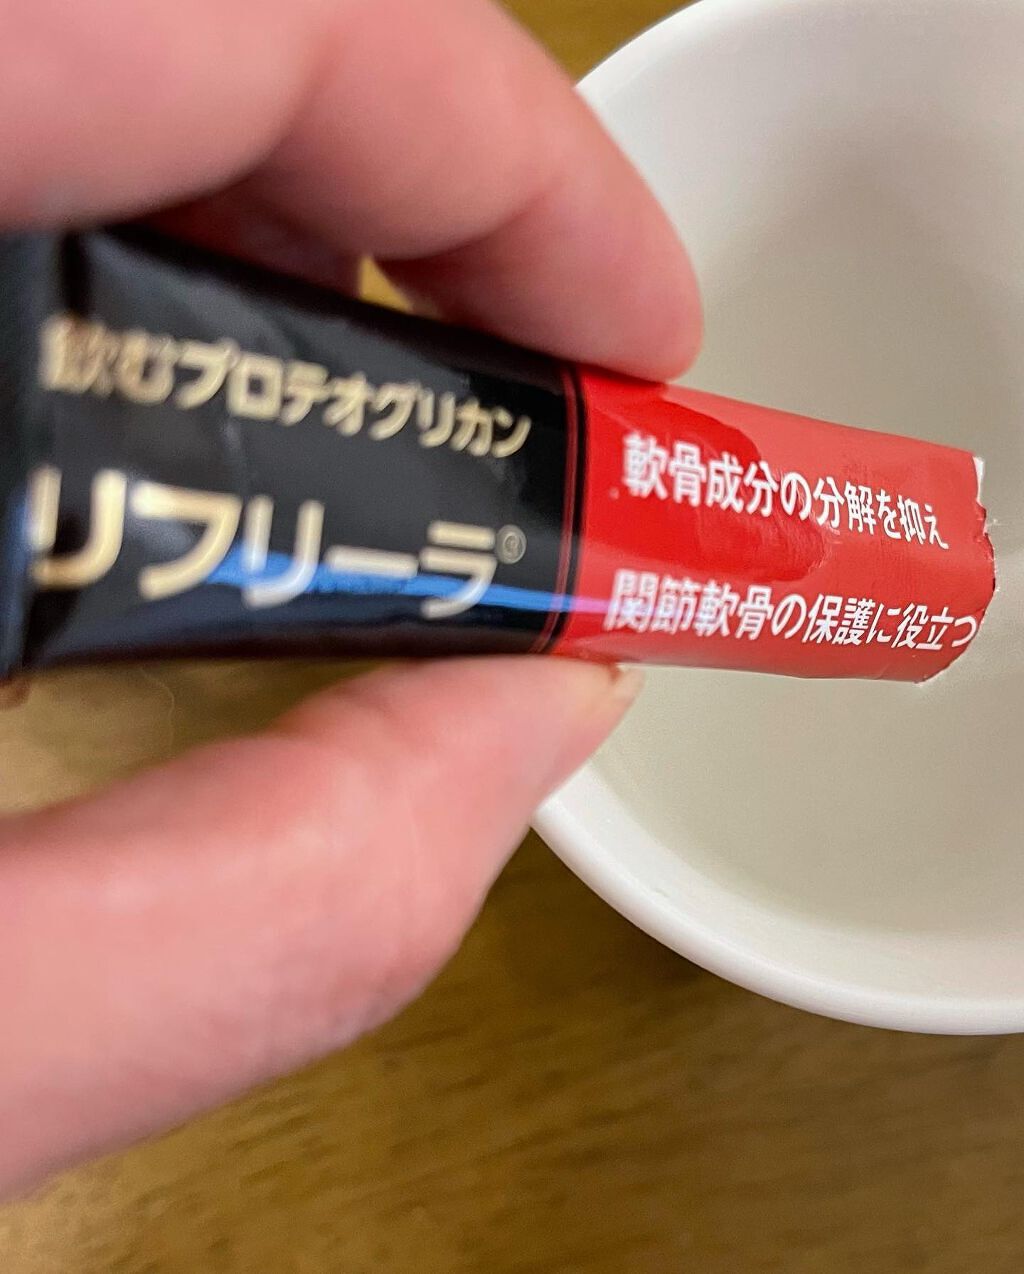 飲むプロテオグリカン
リフリーラ®
軟骨成分の分解を抑え
関節軟骨の保護に役立つ